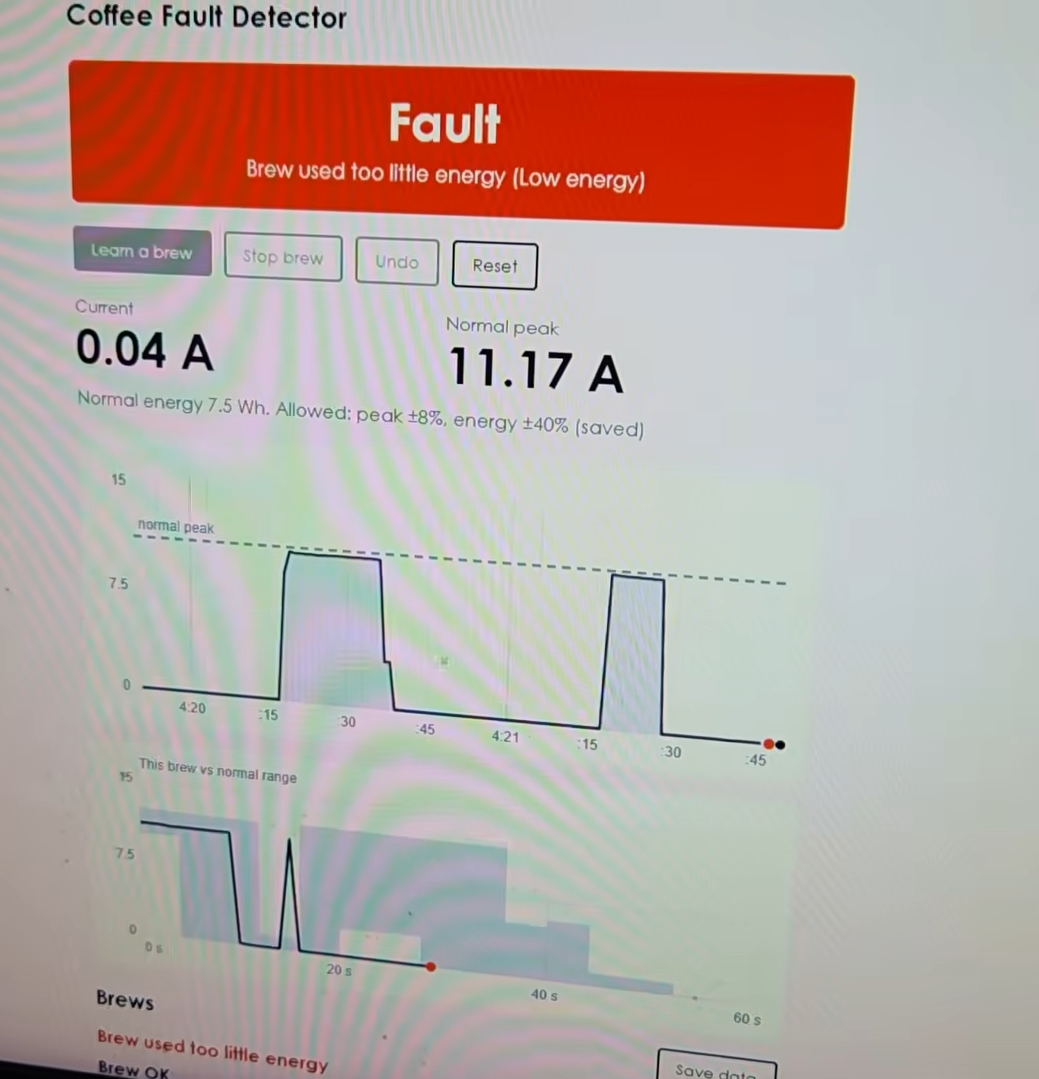 Coffee Fault Detector
Fault
Brew used too little energy (Low energy)
Learn a brew
Stop brew
Undo
Reset
Current
Normal peak
0.04 A
11.17 A
Normal energy 7.5 Wh. Allowed: peak ±8%, energy ±40% (saved)
15
normal peak
7.5
0
4:20
:15
:30
:45
4:21
:15
:30
:45
This brew vs normal range
15
7.5
0
0 s
20 s
40 s
60 s
Brews
Brew used too little energy
Save data
Brew OK